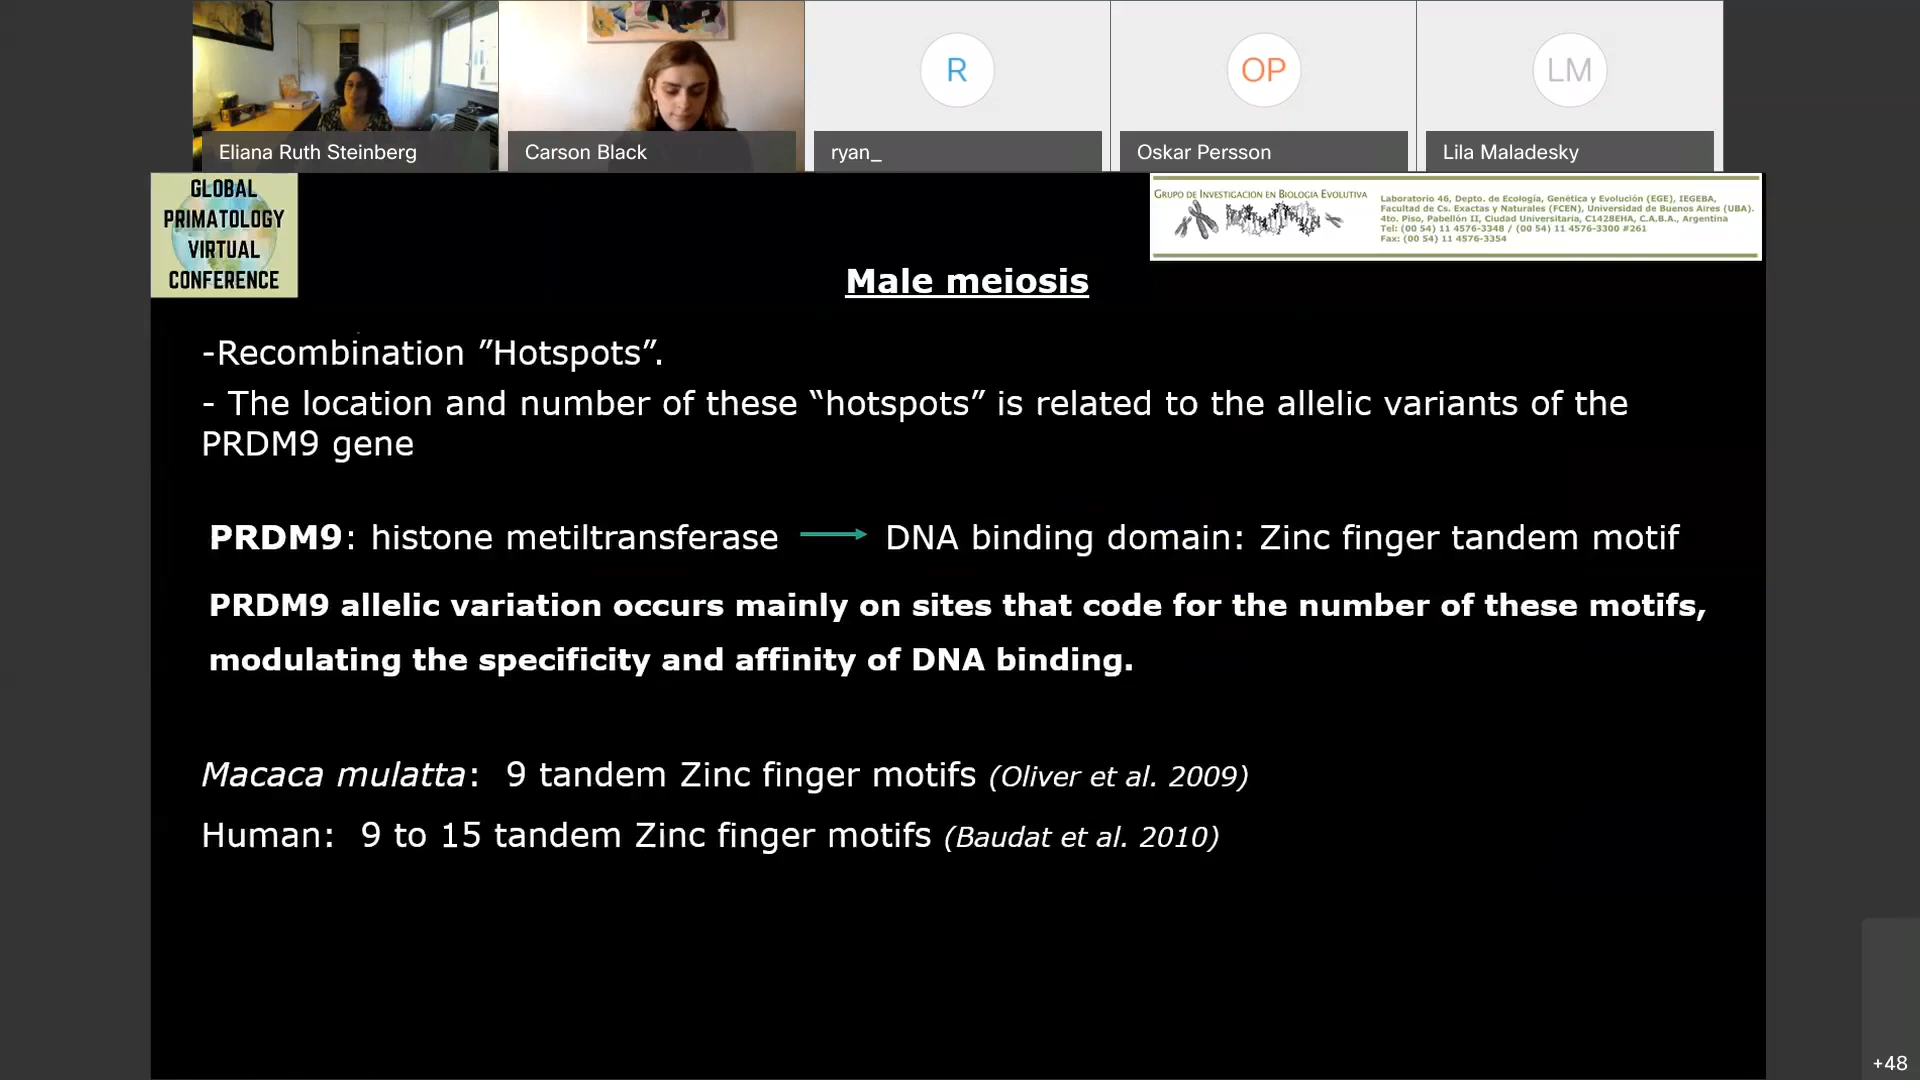 R
OP
LM
Eliana Ruth Steinberg
Carson Black
ryan_
Oskar Persson
Lila Maladesky
GLOBAL
PRIMATOLOGY
VIRTUAL
CONFERENCE
GRUPO DE INVESTIGACIÓN EN BIOLOGÍA EVOLUTIVA
Laboratorio 46, Depto. de Ecología, Genética y Evolución (EGE), IEGEBA,
Facultad de Cs. Exactas y Naturales (FCEN), Universidad de Buenos Aires (UBA).
4to. Piso, Pabellón II, Ciudad Universitaria, C1428EHA, C.A.B.A., Argentina
Tel: (00 54) 11 4576-3348 / (00 54) 11 4576-3300 #261
Fax: (00 54) 11 4576-3354
Male meiosis
-Recombination ”Hotspots”.
- The location and number of these “hotspots” is related to the allelic variants of the
PRDM9 gene
PRDM9: histone metiltransferase → DNA binding domain: Zinc finger tandem motif
PRDM9 allelic variation occurs mainly on sites that code for the number of these motifs,
modulating the specificity and affinity of DNA binding.
Macaca mulatta: 9 tandem Zinc finger motifs (Oliver et al. 2009)
Human: 9 to 15 tandem Zinc finger motifs (Baudat et al. 2010)
+48